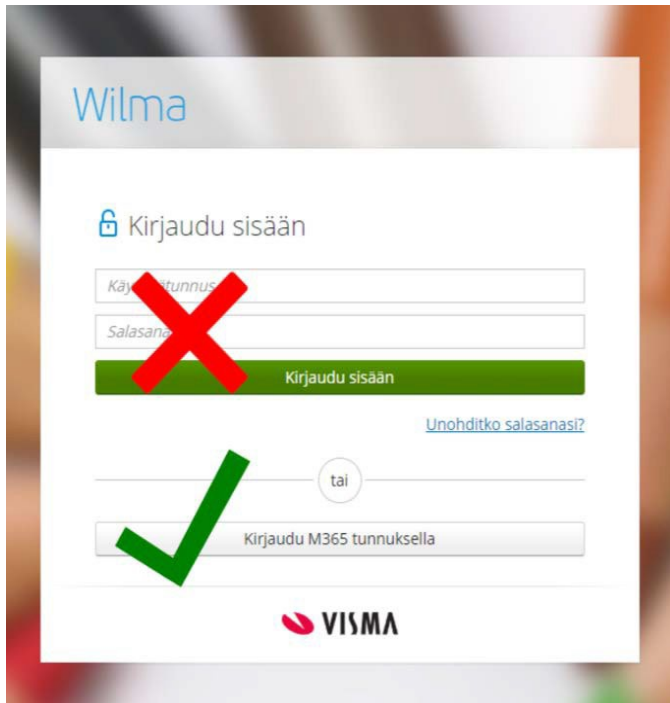 Wilma
Kirjaudu sisään
Salasana
Kirjaudu sisään
Unohditko salasanasi?
tai
Kirjaudu M365 tunnuksella
VISMA